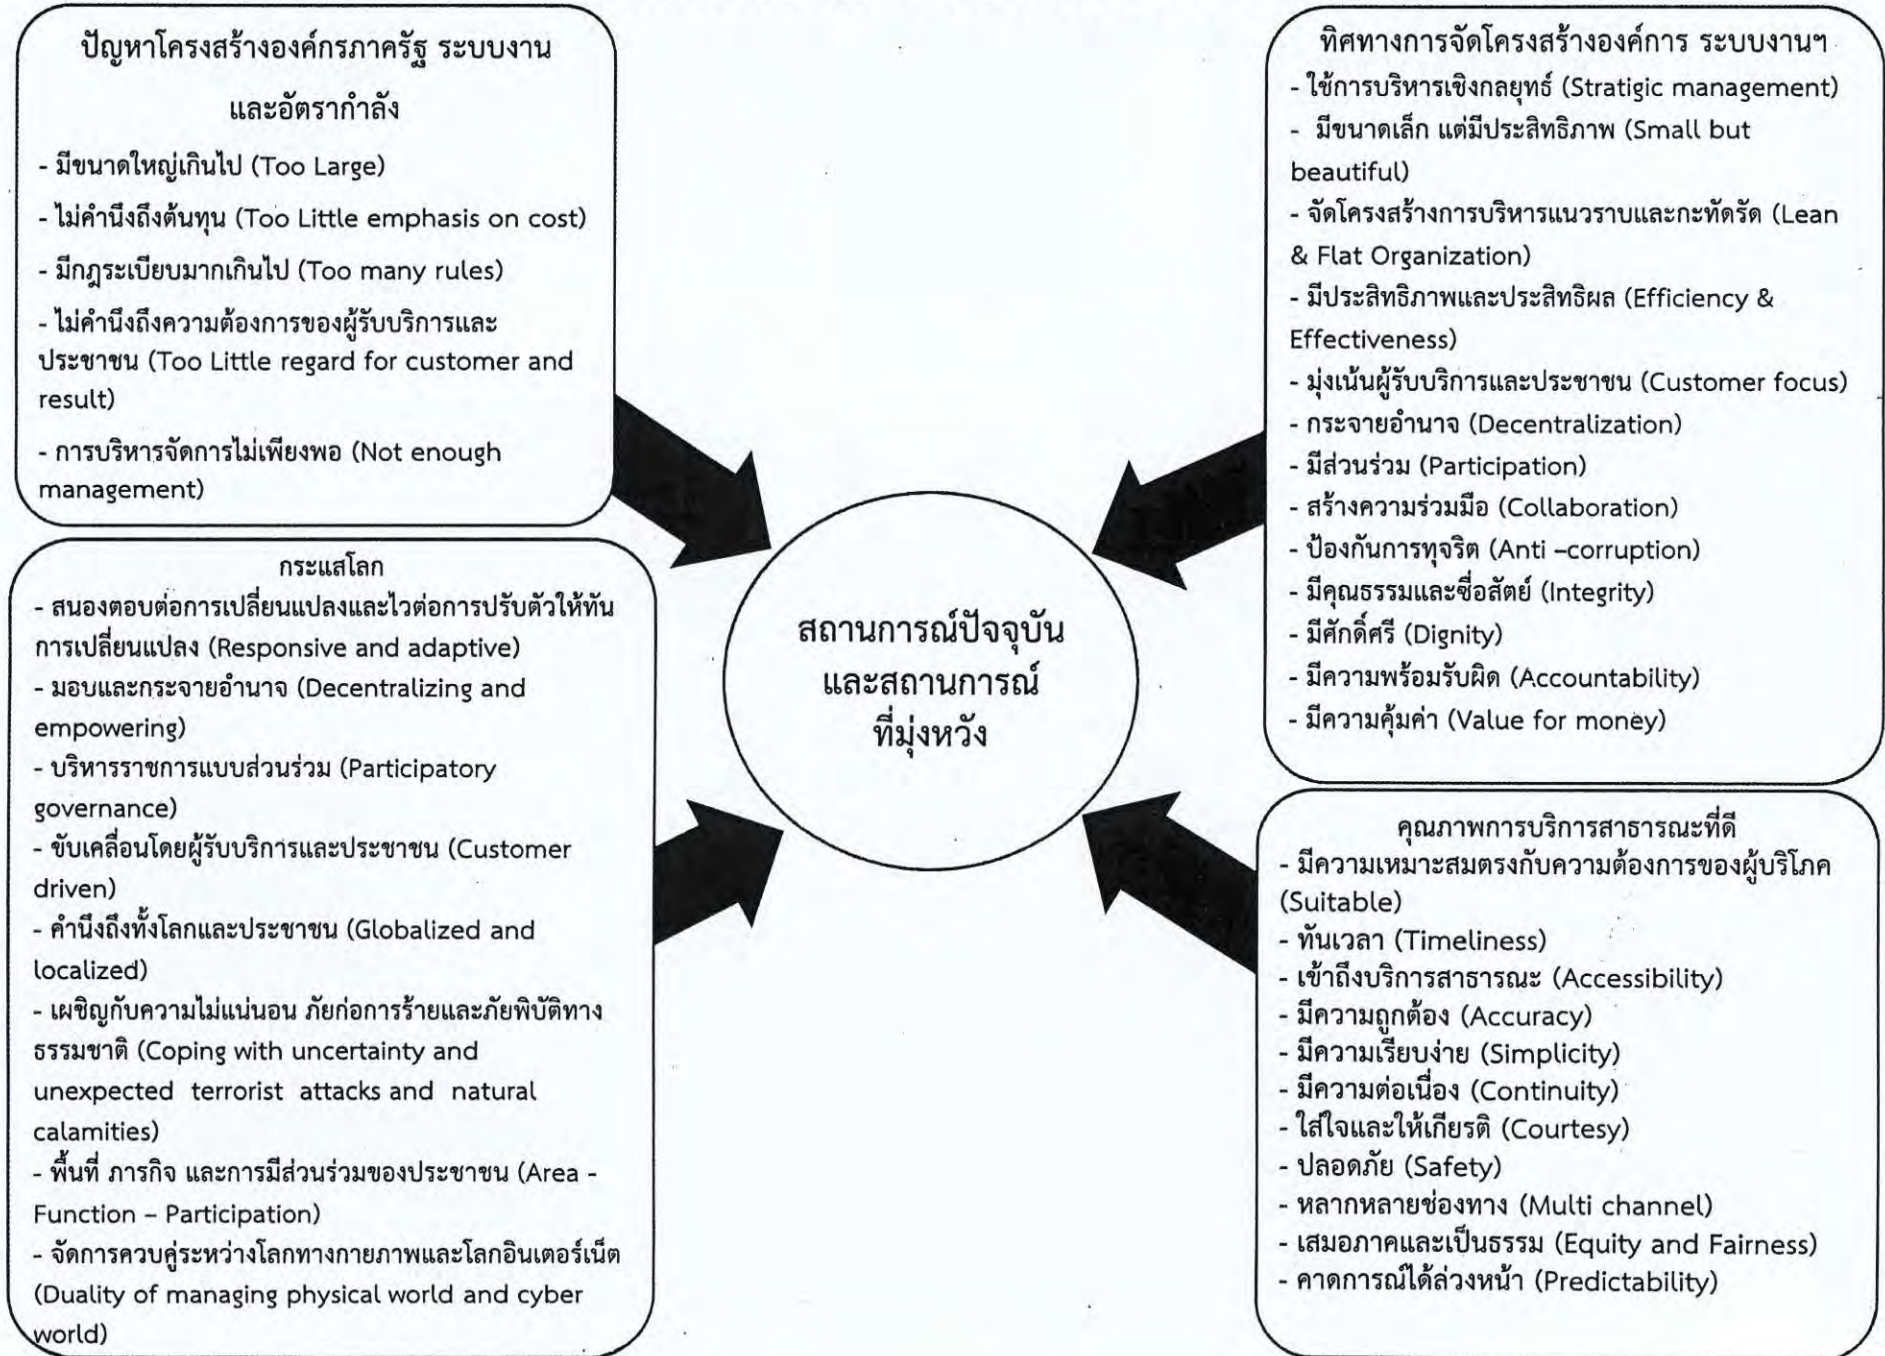 ปัญหาโครงสร้างองค์กรภาครัฐ ระบบงาน
และอัตรากำลัง
- มีขนาดใหญ่เกินไป (Too Large)
- ไม่คำนึงถึงต้นทุน (Too Little emphasis on cost)
- มีกฎระเบียบมากเกินไป (Too many rules)
- ไม่คำนึงถึงความต้องการของผู้รับบริการและ
ประชาชน (Too Little regard for customer and
result)
- การบริหารจัดการไม่เพียงพอ (Not enough
management)
กระแสโลก
- สนองตอบต่อการเปลี่ยนแปลงและไวต่อการปรับตัวให้ทัน
การเปลี่ยนแปลง (Responsive and adaptive)
- มอบและกระจายอำนาจ (Decentralizing and
empowering)
- บริหารราชการแบบส่วนร่วม (Participatory
governance)
- ขับเคลื่อนโดยผู้รับบริการและประชาชน (Customer
driven)
- คำนึงถึงทั้งโลกและประชาชน (Globalized and
localized)
- เผชิญกับความไม่แน่นอน ภัยก่อการร้ายและภัยพิบัติทาง
ธรรมชาติ (Coping with uncertainty and
unexpected terrorist attacks and natural
calamities)
- พื้นที่ ภารกิจ และการมีส่วนร่วมของประชาชน (Area -
Function – Participation)
- จัดการควบคู่ระหว่างโลกทางกายภาพและโลกอินเตอร์เน็ต
(Duality of managing physical world and cyber
world)
สถานการณ์ปัจจุบัน
และสถานการณ์
ที่มุ่งหวัง
ทิศทางการจัดโครงสร้างองค์การ ระบบงานฯ
- ใช้การบริหารเชิงกลยุทธ์ (Stratigic management)
- มีขนาดเล็ก แต่มีประสิทธิภาพ (Small but
beautiful)
- จัดโครงสร้างการบริหารแนวราบและกะทัดรัด (Lean
& Flat Organization)
- มีประสิทธิภาพและประสิทธิผล (Efficiency &
Effectiveness)
- มุ่งเน้นผู้รับบริการและประชาชน (Customer focus)
- กระจายอำนาจ (Decentralization)
- มีส่วนร่วม (Participation)
- สร้างความร่วมมือ (Collaboration)
- ป้องกันการทุจริต (Anti –corruption)
- มีคุณธรรมและซื่อสัตย์ (Integrity)
- มีศักดิ์ศรี (Dignity)
- มีความพร้อมรับผิด (Accountability)
- มีความคุ้มค่า (Value for money)
คุณภาพการบริการสาธารณะที่ดี
- มีความเหมาะสมตรงกับความต้องการของผู้บริโภค
(Suitable)
- ทันเวลา (Timeliness)
- เข้าถึงบริการสาธารณะ (Accessibility)
- มีความถูกต้อง (Accuracy)
- มีความเรียบง่าย (Simplicity)
- มีความต่อเนื่อง (Continuity)
- ใส่ใจและให้เกียรติ (Courtesy)
- ปลอดภัย (Safety)
- หลากหลายช่องทาง (Multi channel)
- เสมอภาคและเป็นธรรม (Equity and Fairness)
- คาดการณ์ได้ล่วงหน้า (Predictability)